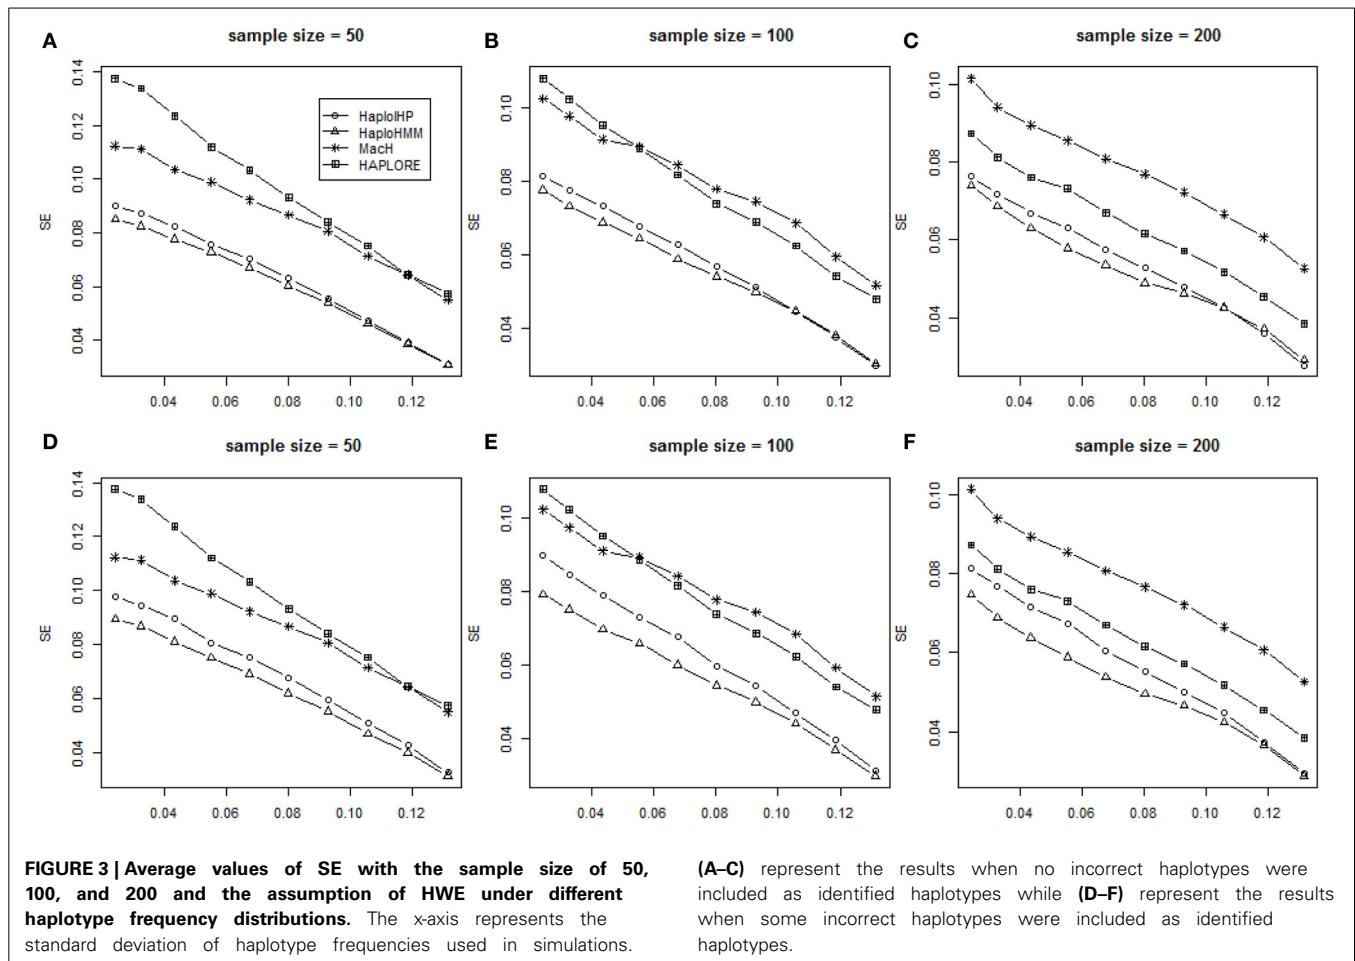 A
sample size = 50
B
sample size = 100
C
sample size = 200
SE
0.14
0.12
0.10
0.08
0.06
0.04
HaploIHP
HaploHMM
MacH
HAPLORE
0.04 0.06 0.08 0.10 0.12
SE
0.10
0.08
0.06
0.04
0.04 0.06 0.08 0.10 0.12
SE
0.10
0.08
0.06
0.04
0.04 0.06 0.08 0.10 0.12
D
sample size = 50
E
sample size = 100
F
sample size = 200
SE
0.14
0.12
0.10
0.08
0.06
0.04
0.04 0.06 0.08 0.10 0.12
SE
0.10
0.08
0.06
0.04
0.04 0.06 0.08 0.10 0.12
SE
0.10
0.08
0.06
0.04
0.04 0.06 0.08 0.10 0.12
FIGURE 3 | Average values of SE with the sample size of 50,
100, and 200 and the assumption of HWE under different
haplotype frequency distributions. The x-axis represents the
standard deviation of haplotype frequencies used in simulations.
(A–C) represent the results when no incorrect haplotypes were
included as identified haplotypes while (D–F) represent the results
when some incorrect haplotypes were included as identified
haplotypes.